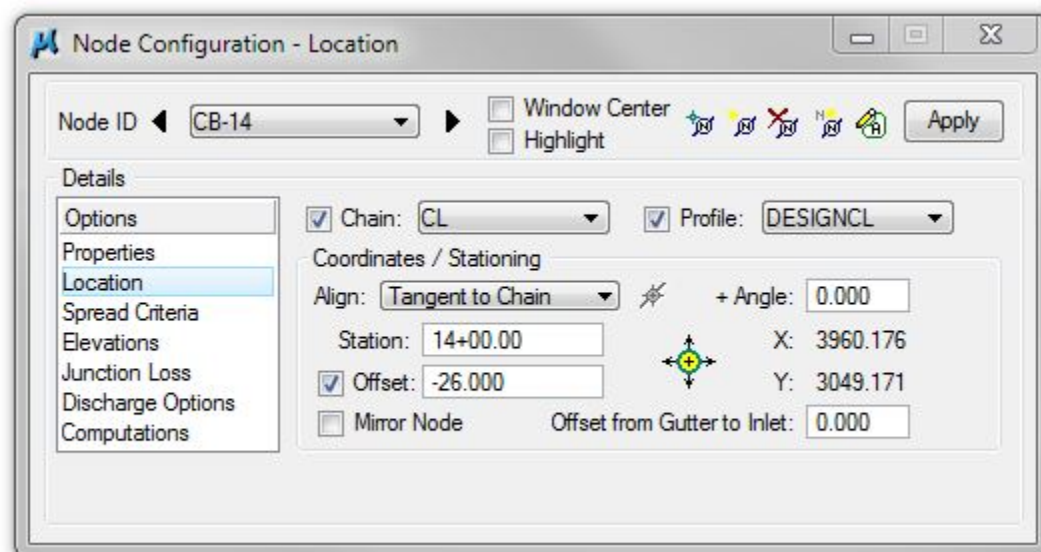 Node Configuration - Location
Node ID CB-14 Window Center Apply
Highlight
Details
Options Chain: CL Profile: DESIGNCL
Properties Coordinates / Stationing
Location Align: Tangent to Chain + Angle: 0.000
Spread Criteria
Elevations Station: 14+00.00 X: 3960.176
Junction Loss Offset: -26.000 Y: 3049.171
Discharge Options
Computations Mirror Node Offset from Gutter to Inlet: 0.000